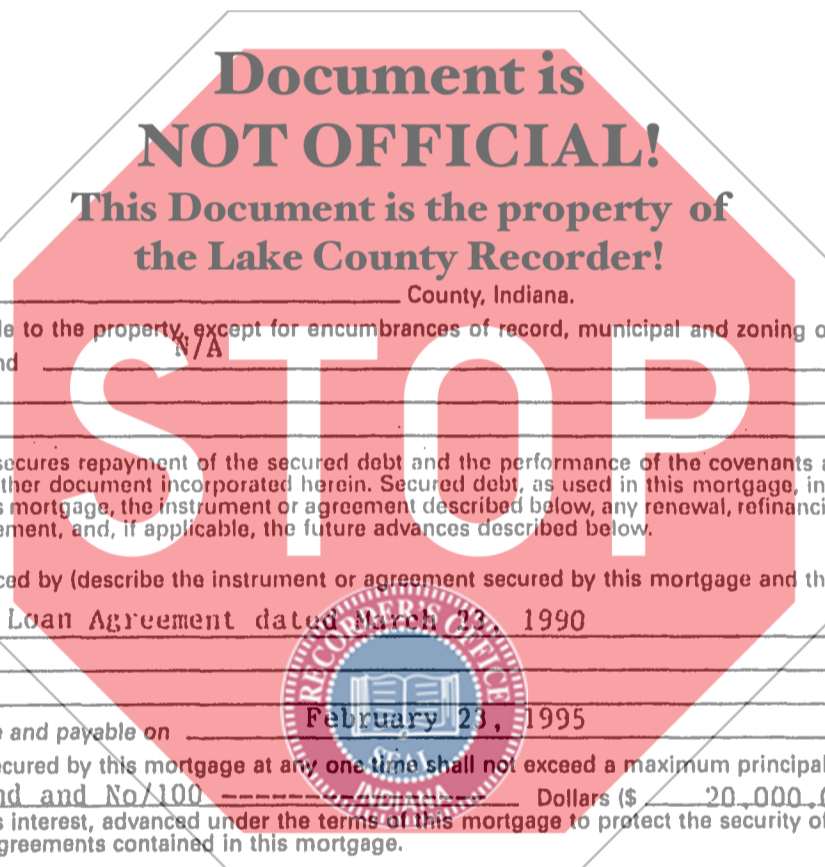 Document is
NOT OFFICIAL!
This Document is the property of
the Lake County Recorder!
County, Indiana.
le to the property, except for encumbrances of record, municipal and zoning o
N/A
nd
STOP
secures repayment of the secured debt and the performance of the covenants a
ther document incorporated herein. Secured debt, as used in this mortgage, in
s mortgage, the instrument or agreement described below, any renewal, refinanci
ement, and, if applicable, the future advances described below.
ced by (describe the instrument or agreement secured by this mortgage and th
Loan Agreement dated March 23, 1990
RECORDER'S OFFICE
SEAL
INDIANA
e and payable on February 23, 1995
ecured by this mortgage at any one time shall not exceed a maximum principal
nd and No/100 ---------------------- Dollars ($ 20,000.0
s interest, advanced under the terms of this mortgage to protect the security of
greements contained in this mortgage.